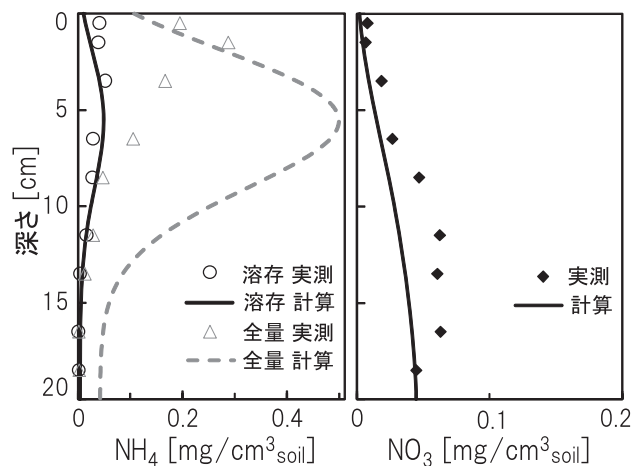 0
5
10
15
20
深さ [cm]
溶存 実測
溶存 計算
全量 実測
全量 計算
0 0.2 0.4
NH₄ [mg/cm³soil]
実測
計算
0 0.1 0.2
NO₃ [mg/cm³soil]